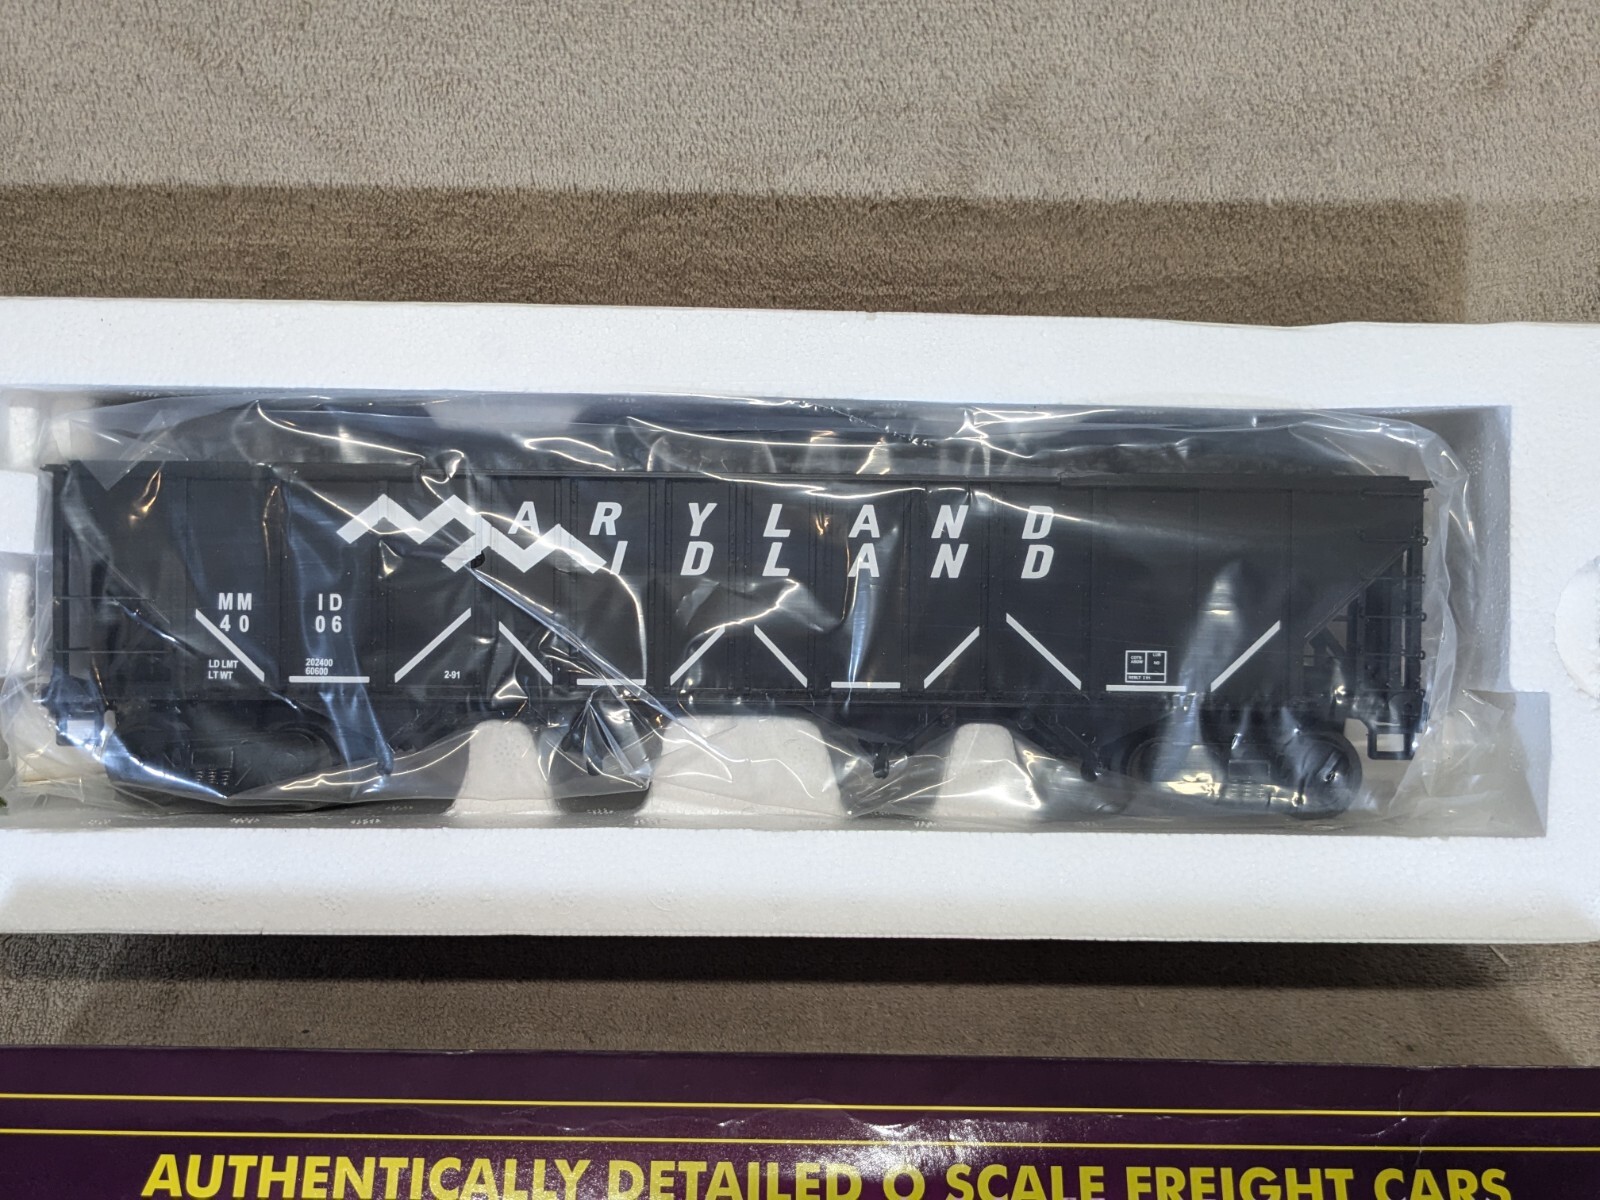 ARYLAND
IDLAND
MM ID
40 06
LD LMT 202400
LT WT 60600
2-91
AUTHENTICALLY DETAILED O SCALE FREIGHT CARS